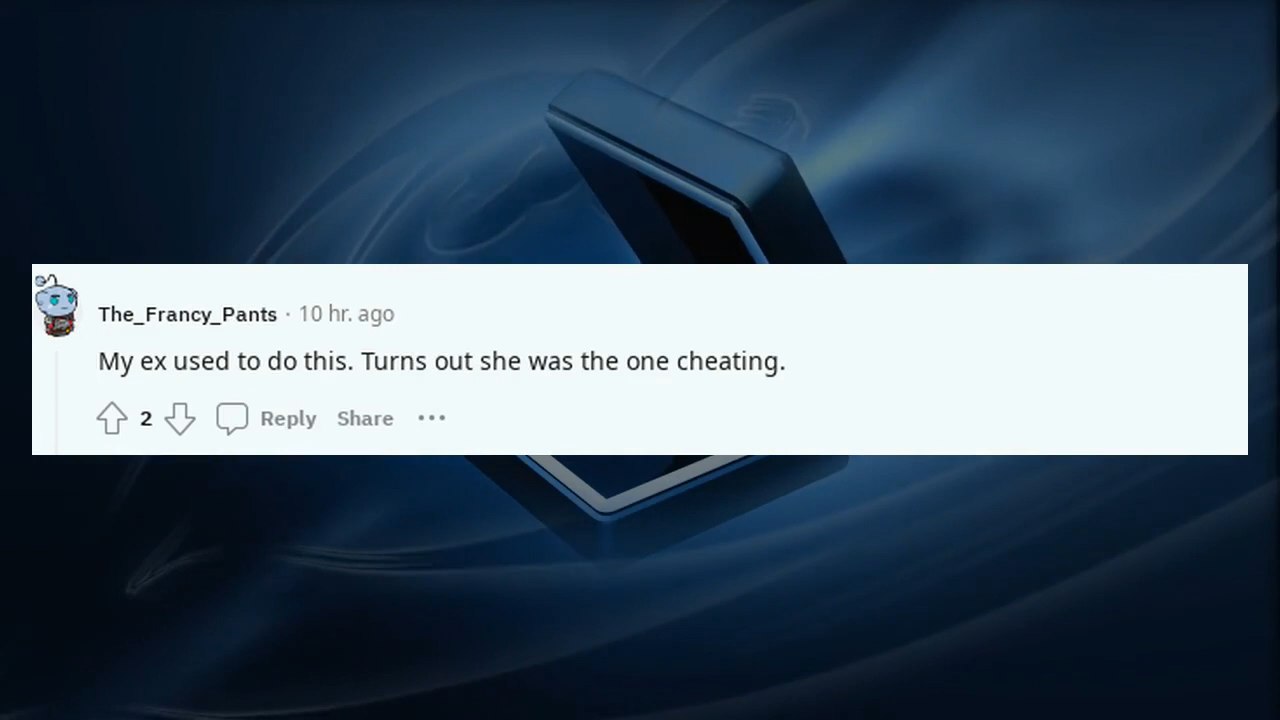 The_Francy_Pants · 10 hr. ago
My ex used to do this. Turns out she was the one cheating.
2 Reply Share ···